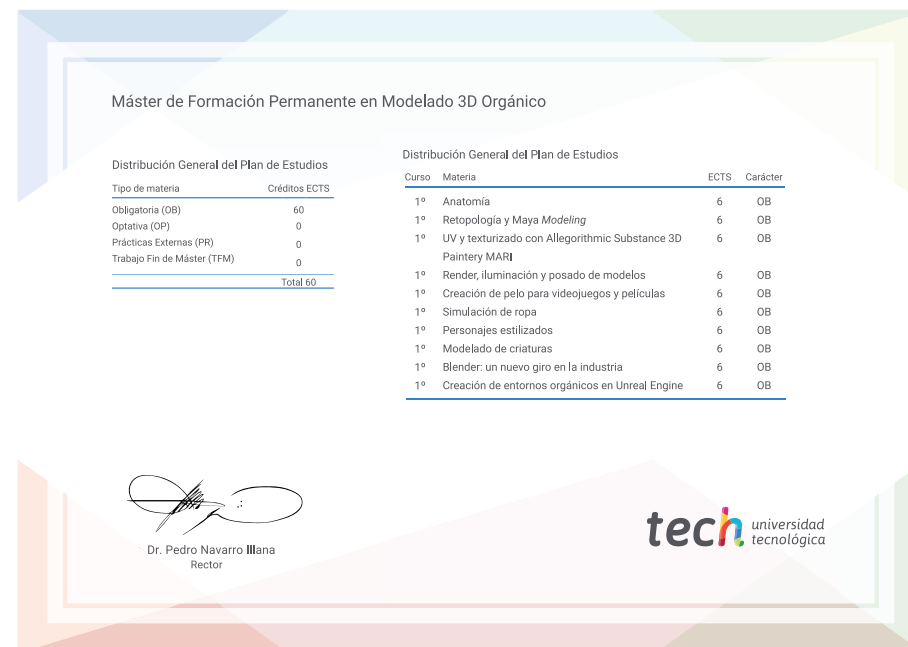 Máster de Formación Permanente en Modelado 3D Orgánico
Distribución General del Plan de Estudios
Tipo de materia Créditos ECTS
Obligatoria (OB) 60
Optativa (OP) 0
Prácticas Externas (PR) 0
Trabajo Fin de Máster (TFM) 0
Total 60
Distribución General del Plan de Estudios
Curso Materia ECTS Carácter
1º Anatomía 6 OB
1º Retopología y Maya Modeling 6 OB
1º UV y texturizado con Allegorithmic Substance 3D 6 OB
Paintery MARI
1º Render, iluminación y posado de modelos 6 OB
1º Creación de pelo para videojuegos y películas 6 OB
1º Simulación de ropa 6 OB
1º Personajes estilizados 6 OB
1º Modelado de criaturas 6 OB
1º Blender: un nuevo giro en la industria 6 OB
1º Creación de entornos orgánicos en Unreal Engine 6 OB
Dr. Pedro Navarro Illana
Rector
tech universidad
tecnológica